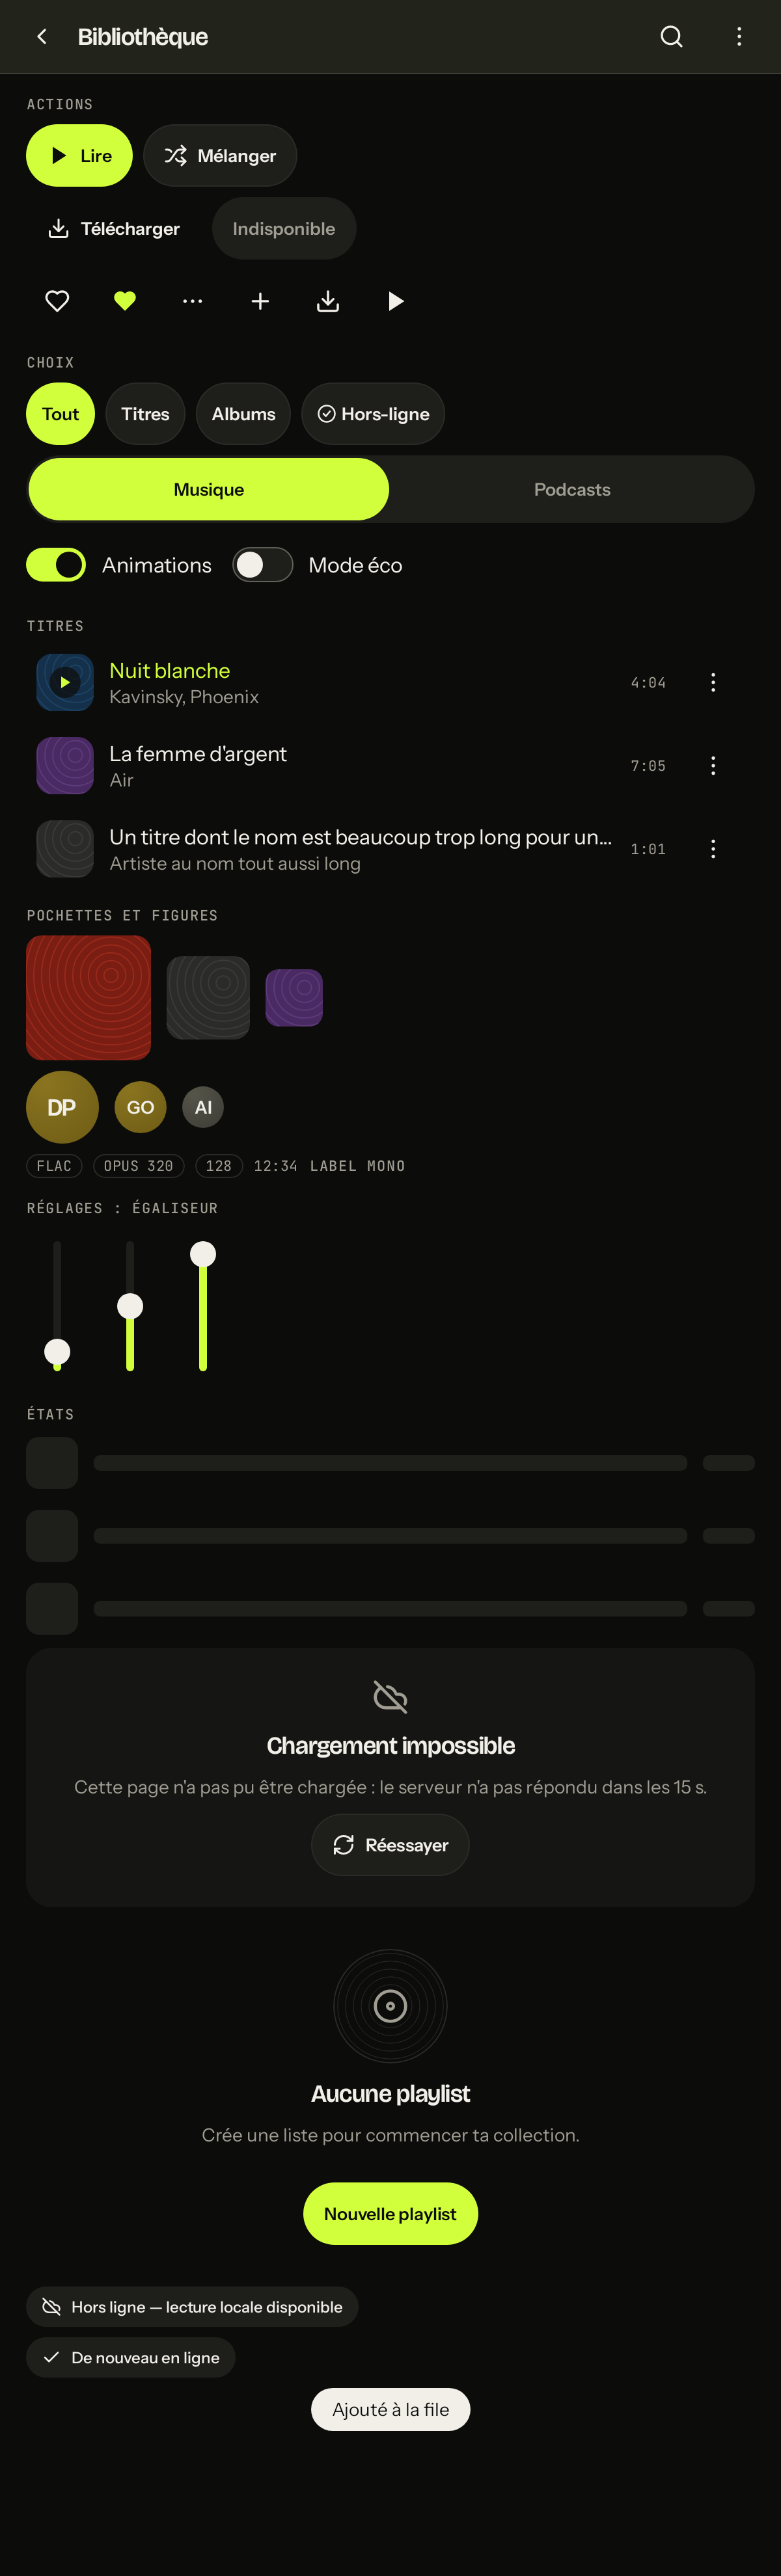 Bibliothèque
ACTIONS
Lire
Mélanger
Télécharger
Indisponible
CHOIX
Tout
Titres
Albums
Hors-ligne
Musique
Podcasts
Animations
Mode éco
TITRES
Nuit blanche
Kavinsky, Phoenix
4:04
La femme d'argent
Air
7:05
Un titre dont le nom est beaucoup trop long pour un...
Artiste au nom tout aussi long
1:01
POCHETTES ET FIGURES
DP
GO
AI
FLAC
OPUS 320
128
12:34
LABEL MONO
RÉGLAGES : ÉGALISEUR
ÉTATS
Chargement impossible
Cette page n'a pas pu être chargée : le serveur n'a pas répondu dans les 15 s.
Réessayer
Aucune playlist
Crée une liste pour commencer ta collection.
Nouvelle playlist
Hors ligne — lecture locale disponible
De nouveau en ligne
Ajouté à la file